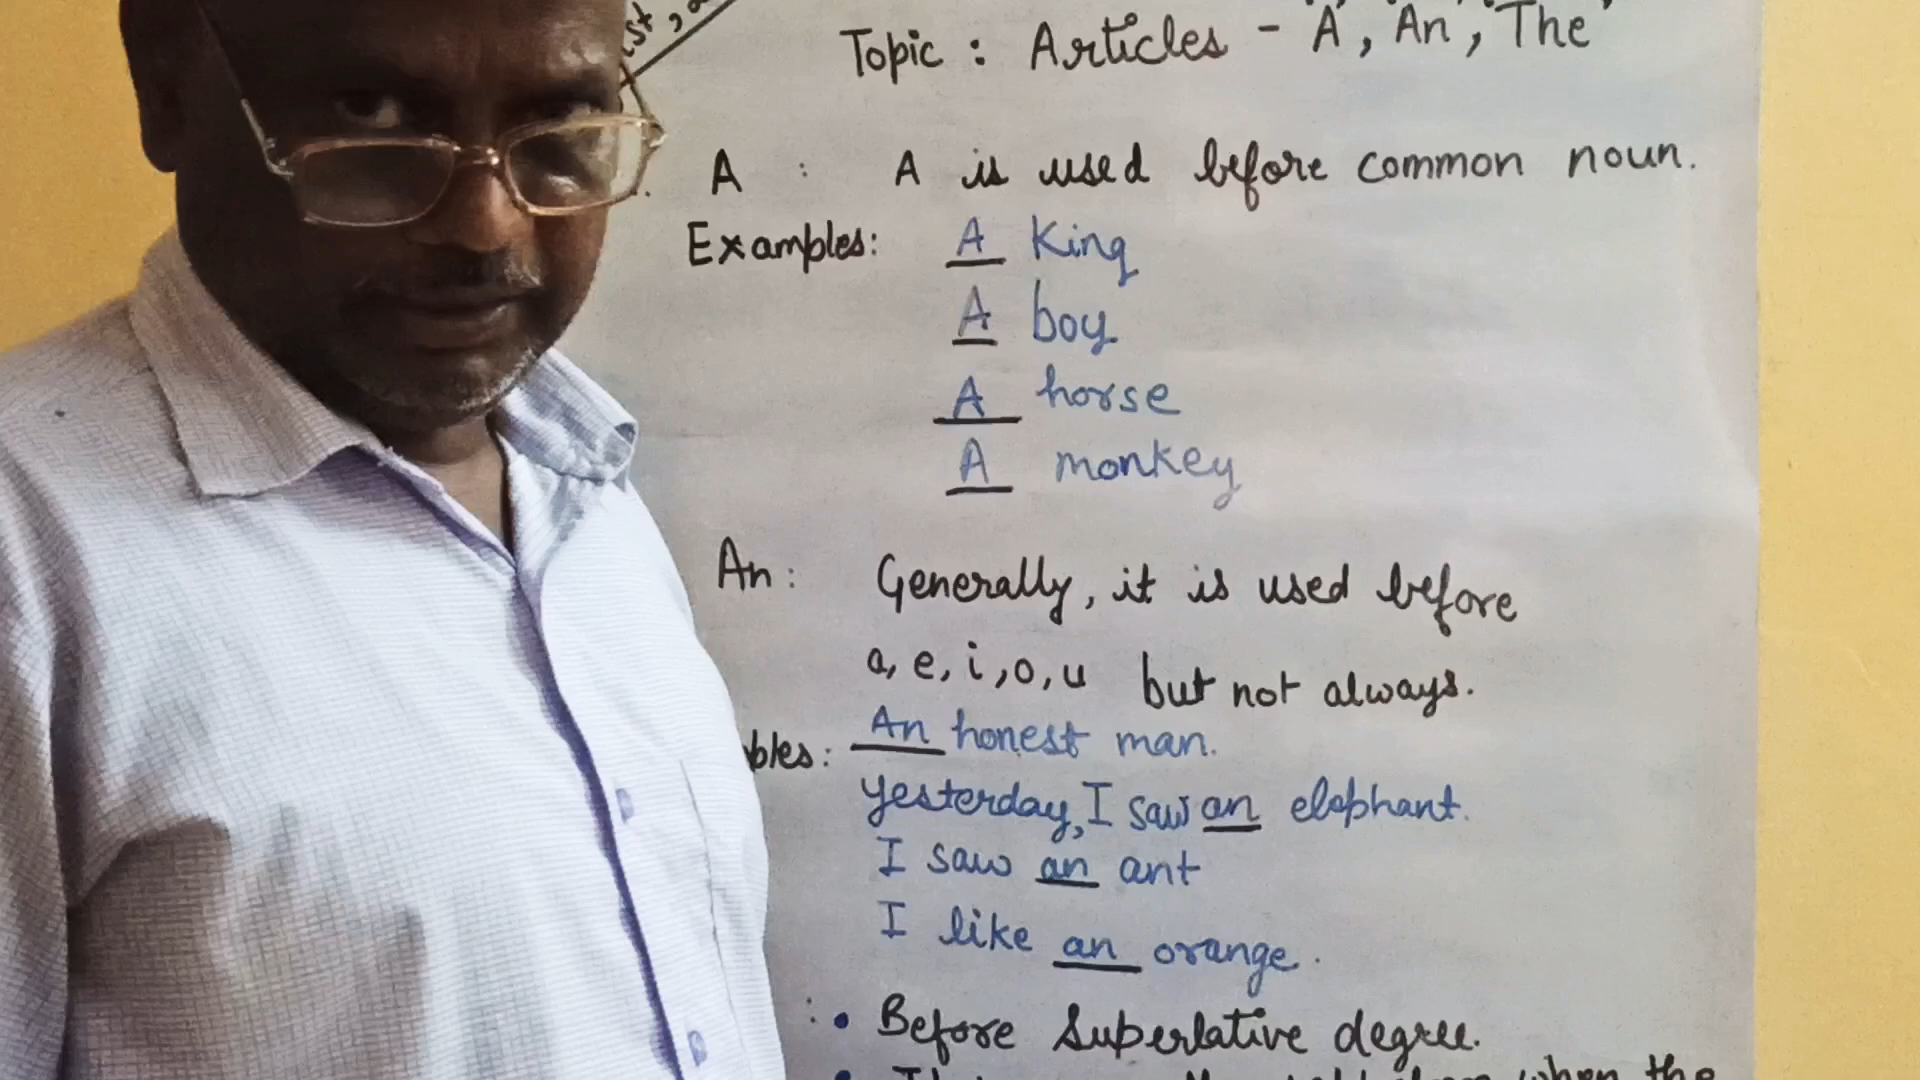 Topic : Articles - 'A', 'An', 'The'
A : A is used before common noun.
Examples: A King
A boy
A horse
A monkey
An : Generally, it is used before
a, e, i, o, u but not always.
bles: An honest man.
Yesterday, I saw an elephant.
I saw an ant
I like an orange.
: • Before Superlative degree.
when the